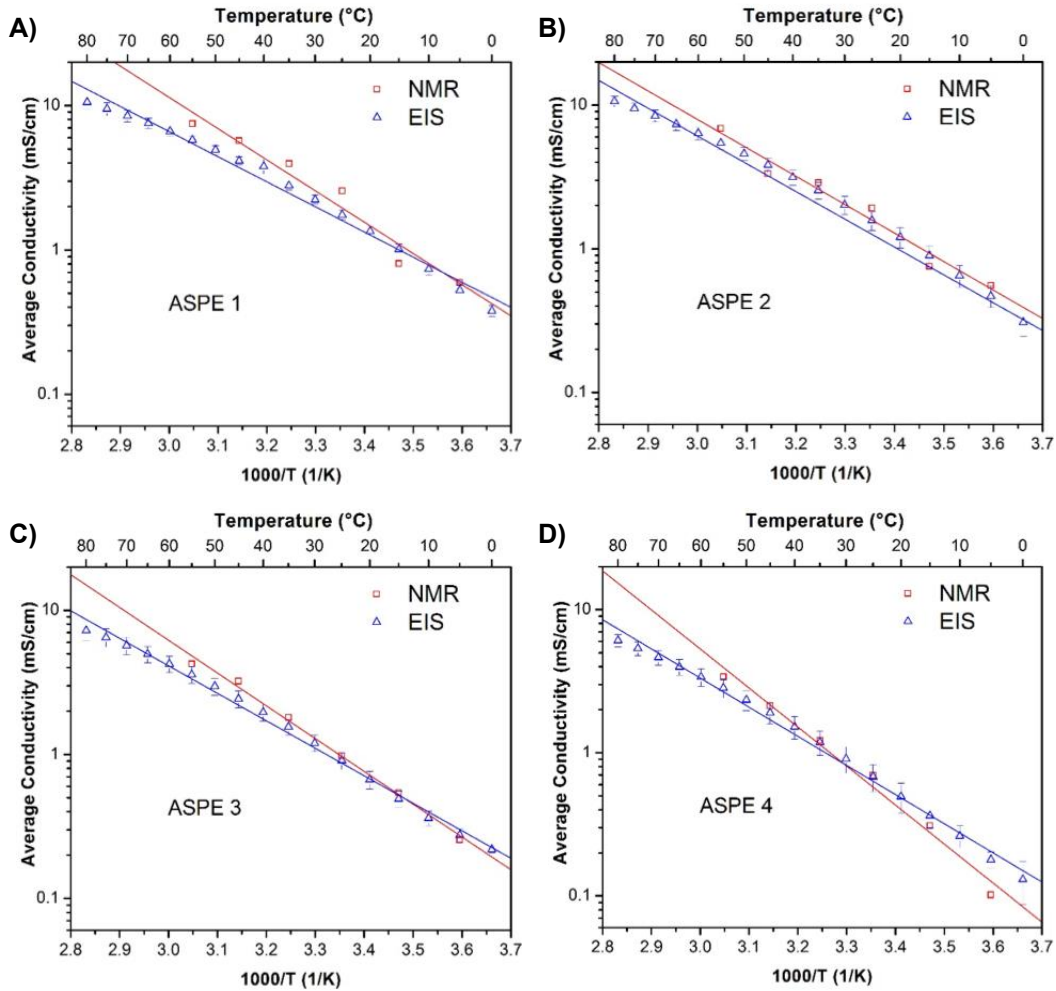 A)
Temperature (°C)
80 70 60 50 40 30 20 10 0
NMR
EIS
10
1
0.1
Average Conductivity (mS/cm)
ASPE 1
2.8 2.9 3.0 3.1 3.2 3.3 3.4 3.5 3.6 3.7
1000/T (1/K)
B)
Temperature (°C)
80 70 60 50 40 30 20 10 0
NMR
EIS
10
1
0.1
Average Conductivity (mS/cm)
ASPE 2
2.8 2.9 3.0 3.1 3.2 3.3 3.4 3.5 3.6 3.7
1000/T (1/K)
C)
Temperature (°C)
80 70 60 50 40 30 20 10 0
NMR
EIS
10
1
0.1
Average Conductivity (mS/cm)
ASPE 3
2.8 2.9 3.0 3.1 3.2 3.3 3.4 3.5 3.6 3.7
1000/T (1/K)
D)
Temperature (°C)
80 70 60 50 40 30 20 10 0
NMR
EIS
10
1
0.1
Average Conductivity (mS/cm)
ASPE 4
2.8 2.9 3.0 3.1 3.2 3.3 3.4 3.5 3.6 3.7
1000/T (1/K)